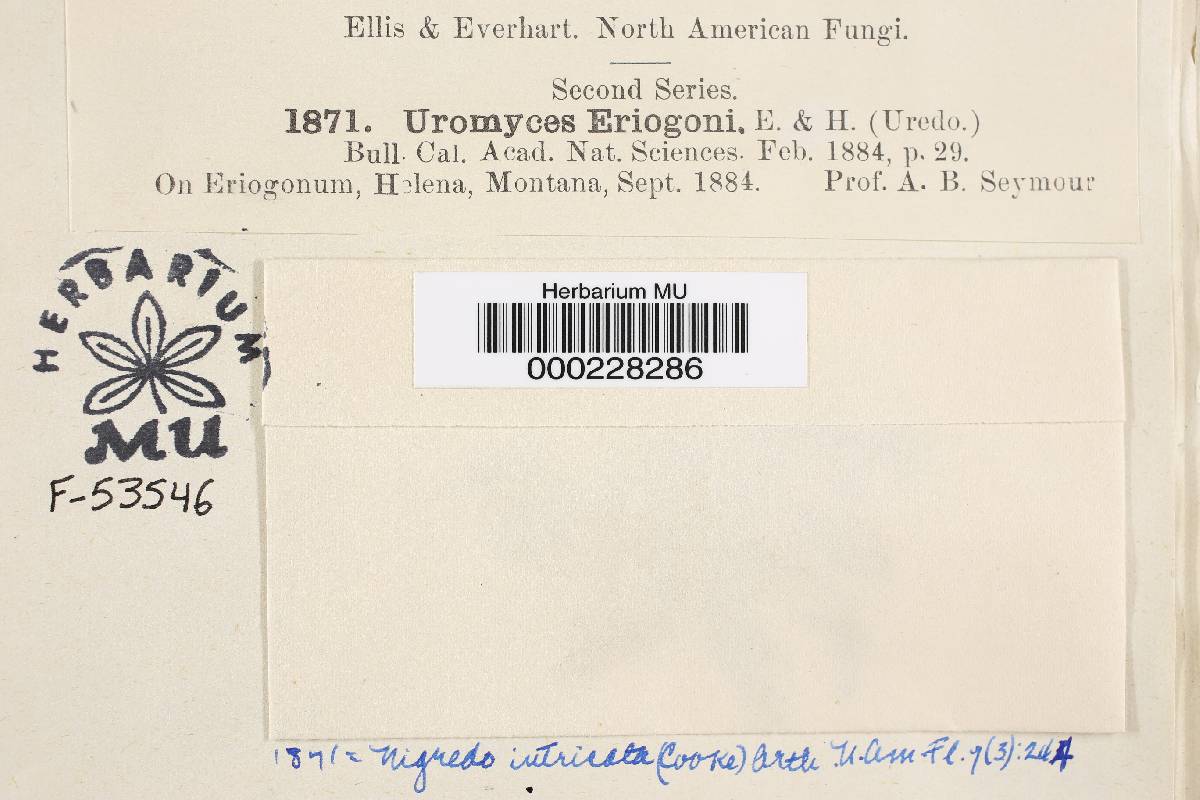 Ellis & Everhart. North American Fungi.
Second Series.
1871. Uromyces Eriogoni, E. & H. (Uredo.)
Bull. Cal. Acad. Nat. Sciences. Feb. 1884, p. 29.
On Eriogonum, Helena, Montana, Sept. 1884. Prof. A. B. Seymour
HERBARIUM
MU
F-53546
Herbarium MU
000228286
1871 = Nigredo intricata (Cooke) Arth N. Am Fl. 7(3):